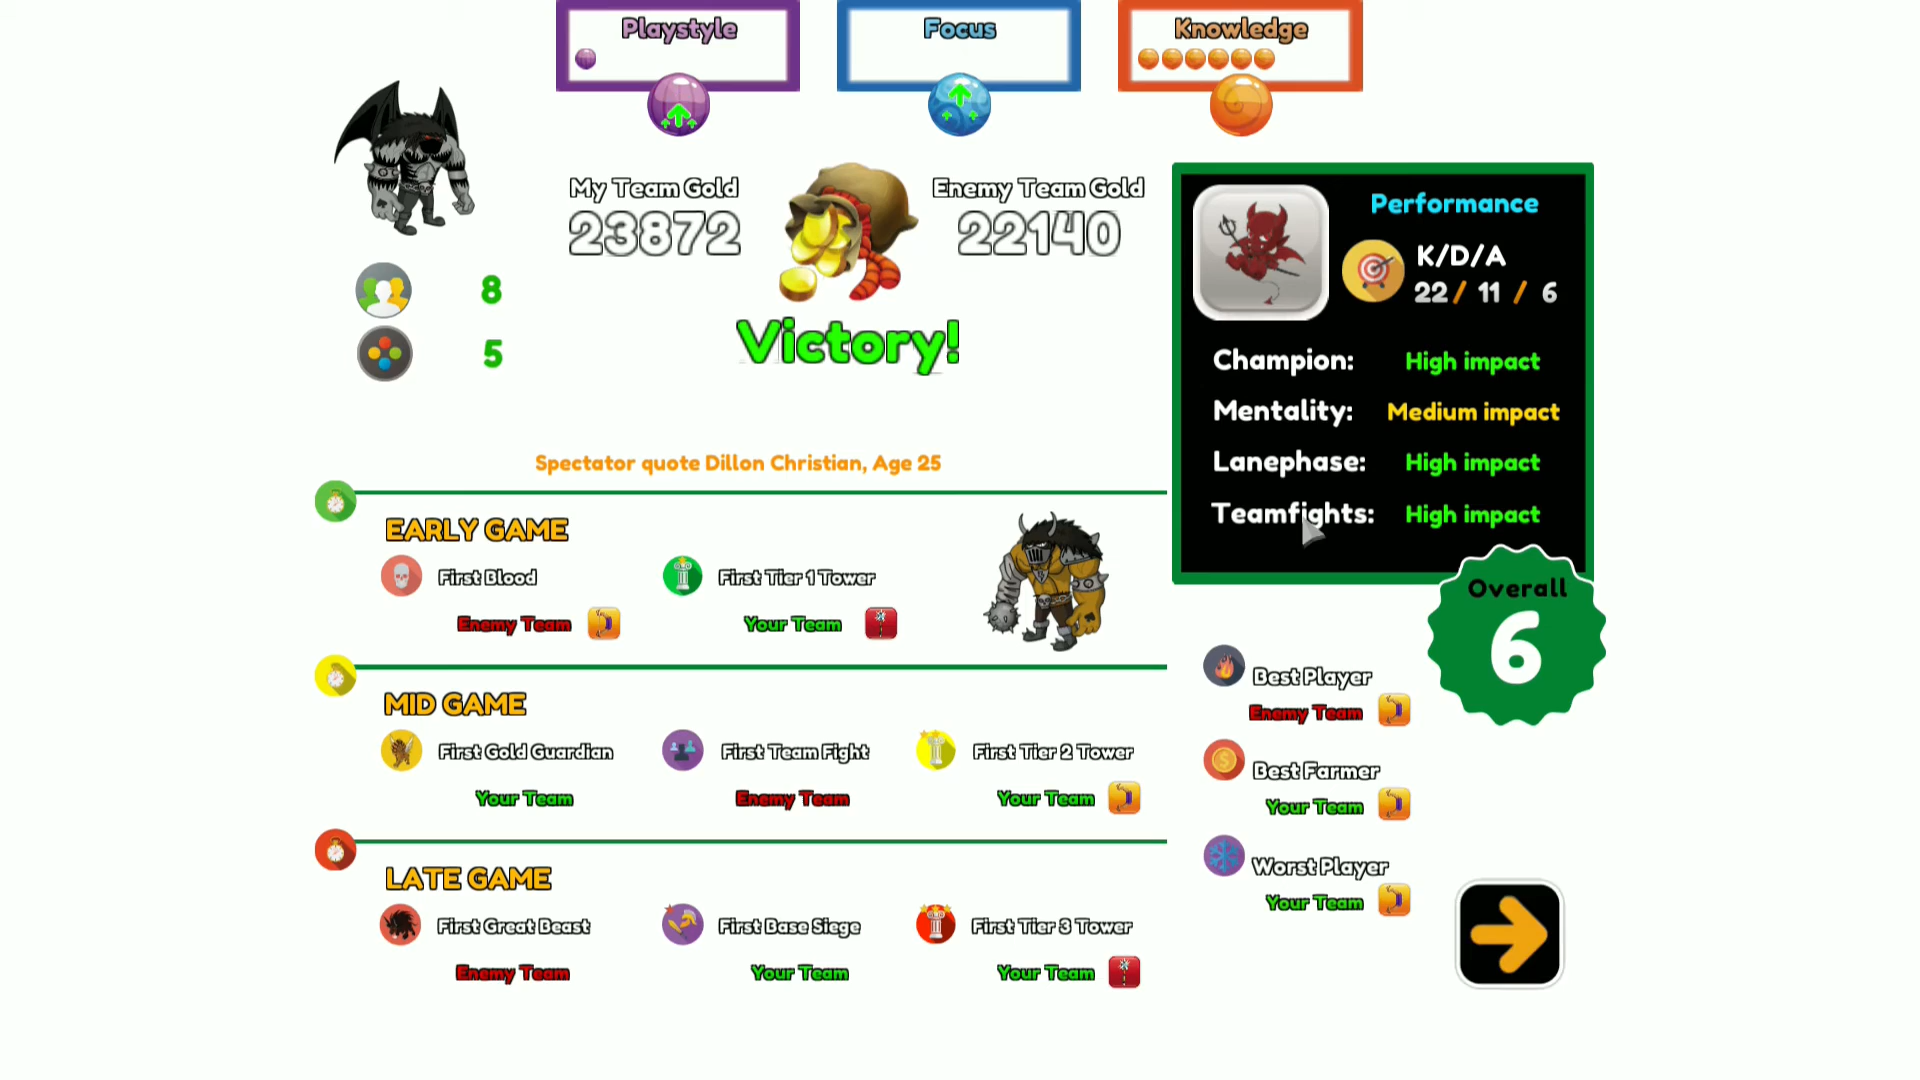 Playstyle
Focus
Knowledge
My Team Gold
23872
Enemy Team Gold
22140
Victory!
8
5
Performance
K/D/A
22 / 11 / 6
Champion: High impact
Mentality: Medium impact
Lanephase: High impact
Teamfights: High impact
Overall
6
Spectator quote Dillon Christian, Age 25
EARLY GAME
First Blood
Enemy Team
First Tier 1 Tower
Your Team
MID GAME
First Gold Guardian
Your Team
First Team Fight
Enemy Team
First Tier 2 Tower
Your Team
LATE GAME
First Great Beast
Enemy Team
First Base Siege
Your Team
First Tier 3 Tower
Your Team
Best Player
Enemy Team
Best Farmer
Your Team
Worst Player
Your Team